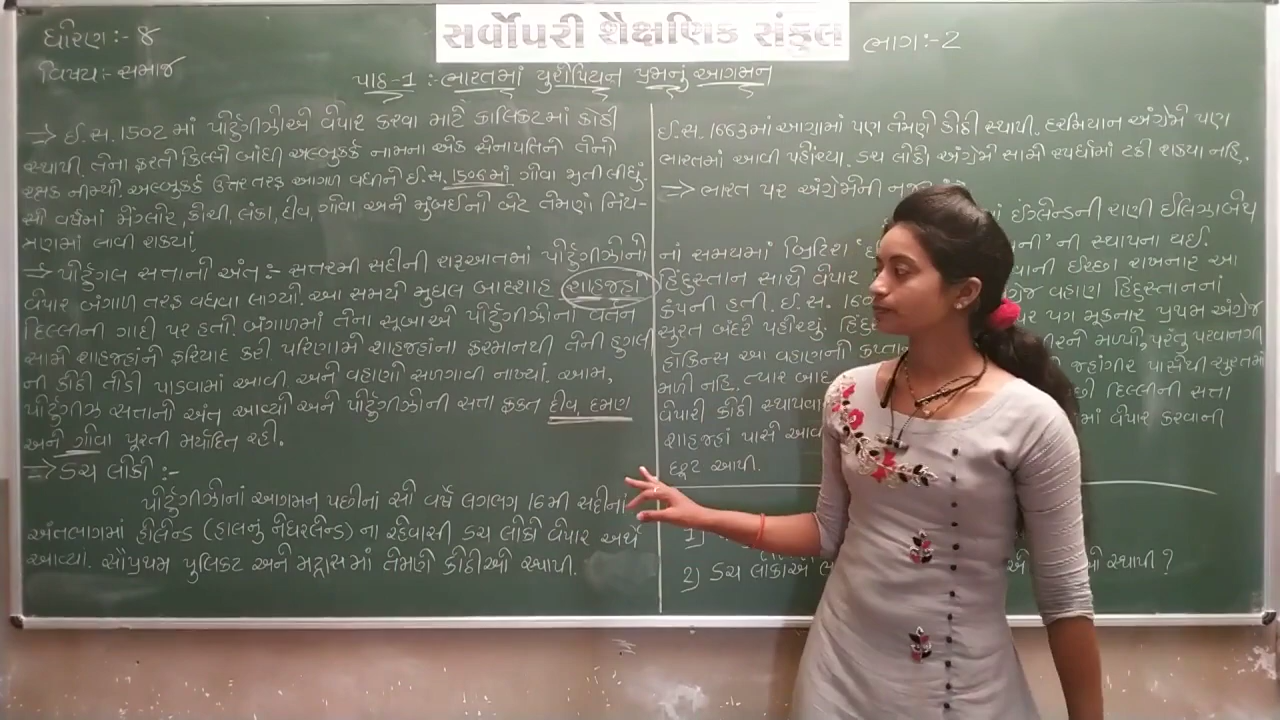 સર્વોપરી શૈક્ષણિક સંકુલ
ધોરણ:- 8
ભાગ:-2
વિષય:- સમાજ
પાઠ-1 : ભારતમાં યુરોપિયન પ્રજાનું આગમન
=> ઈ.સ. 1502 માં પોર્ટુગીઝોએ વેપાર કરવા માટે કાલિકટમાં કોઠી
સ્થાપી. તેના ફરતે કિલ્લો બાંધી અલ્બુકર્ક નામના એક સેનાપતિને તેનો
રક્ષક નીમ્યો. અલ્બુકર્ક ઉત્તર તરફ આગળ વધીને ઈ.સ. 1506માં ગોવા જીતી લીધું.
સો વર્ષમાં મેંગ્લોર, કોચી, લંકા, દીવ, ગોવા અને મુંબઈનો બેટ તેમણે નિયં-
ત્રણમાં લાવી શક્યાં.
=> પોર્ટુગલ સત્તાનો અંત:- સત્તરમી સદીની શરૂઆતમાં પોર્ટુગીઝોનો
વેપાર બંગાળ તરફ વધવા લાગ્યો. આ સમયે મુઘલ બાદશાહ શાહજહાં
દિલ્લીની ગાદી પર હતો. બંગાળમાં તેના સૂબાએ પોર્ટુગીઝોના વર્તન
સામે શાહજહાંને ફરિયાદ કરી પરિણામે શાહજહાંના ફરમાનથી તેની હુગલી
ની કોઠી તોડી પાડવામાં આવી અને વહાણો સળગાવી નાખ્યાં. આમ,
પોર્ટુગીઝ સત્તાનો અંત આવ્યો અને પોર્ટુગીઝોની સત્તા ફક્ત દીવ, દમણ
અને ગોવા પૂરતી મર્યાદિત રહી.
=> ડચ લોકો :-
પોર્ટુગીઝોનાં આગમન પછીનાં સો વર્ષે લગભગ 16મી સદીનાં
અંતભાગમાં હોલેન્ડ (હાલનું નેધરલેન્ડ) ના રહેવાસી ડચ લોકો વેપાર અર્થે
આવ્યાં. સૌપ્રથમ પુલિકટ અને મદ્રાસમાં તેમણે કોઠીઓ સ્થાપી.
ઈ.સ. 1663માં આગ્રામાં પણ તેમણે કોઠી સ્થાપી. દરમિયાન અંગ્રેજો પણ
ભારતમાં આવી પહોંચ્યા. ડચ લોકો અંગ્રેજો સામે સ્પર્ધામાં ટકી શક્યા નહિ.
=> ભારત પર અંગ્રેજોની
માં ઈંગ્લેન્ડની રાણી ઈલિઝાબેથ
નાં સમયમાં બ્રિટિશ ની' ની સ્થાપના થઈ.
હિંદુસ્તાન સાથે વેપાર વાની ઈચ્છા રાખનાર આ
કંપની હતી. ઈ.સ. વહાણ હિંદુસ્તાનનાં
સુરત બંદરે પહોંચ્યું. પર પગ મૂકનાર પ્રથમ અંગ્રેજ
હોકિન્સ આ વહાણનો મળ્યો, પરંતુ પરવાનગી
મળી નહિ. ત્યાર બાદ જહાંગીર પાસેથી સુરતમાં
વેપારી કોઠી સ્થાપવા દિલ્લીની સત્તા
શાહજહાં પાસે માં વેપાર કરવાની
છૂટ આપી.
1)
2) ડચ લોકોએ સ્થાપી ?